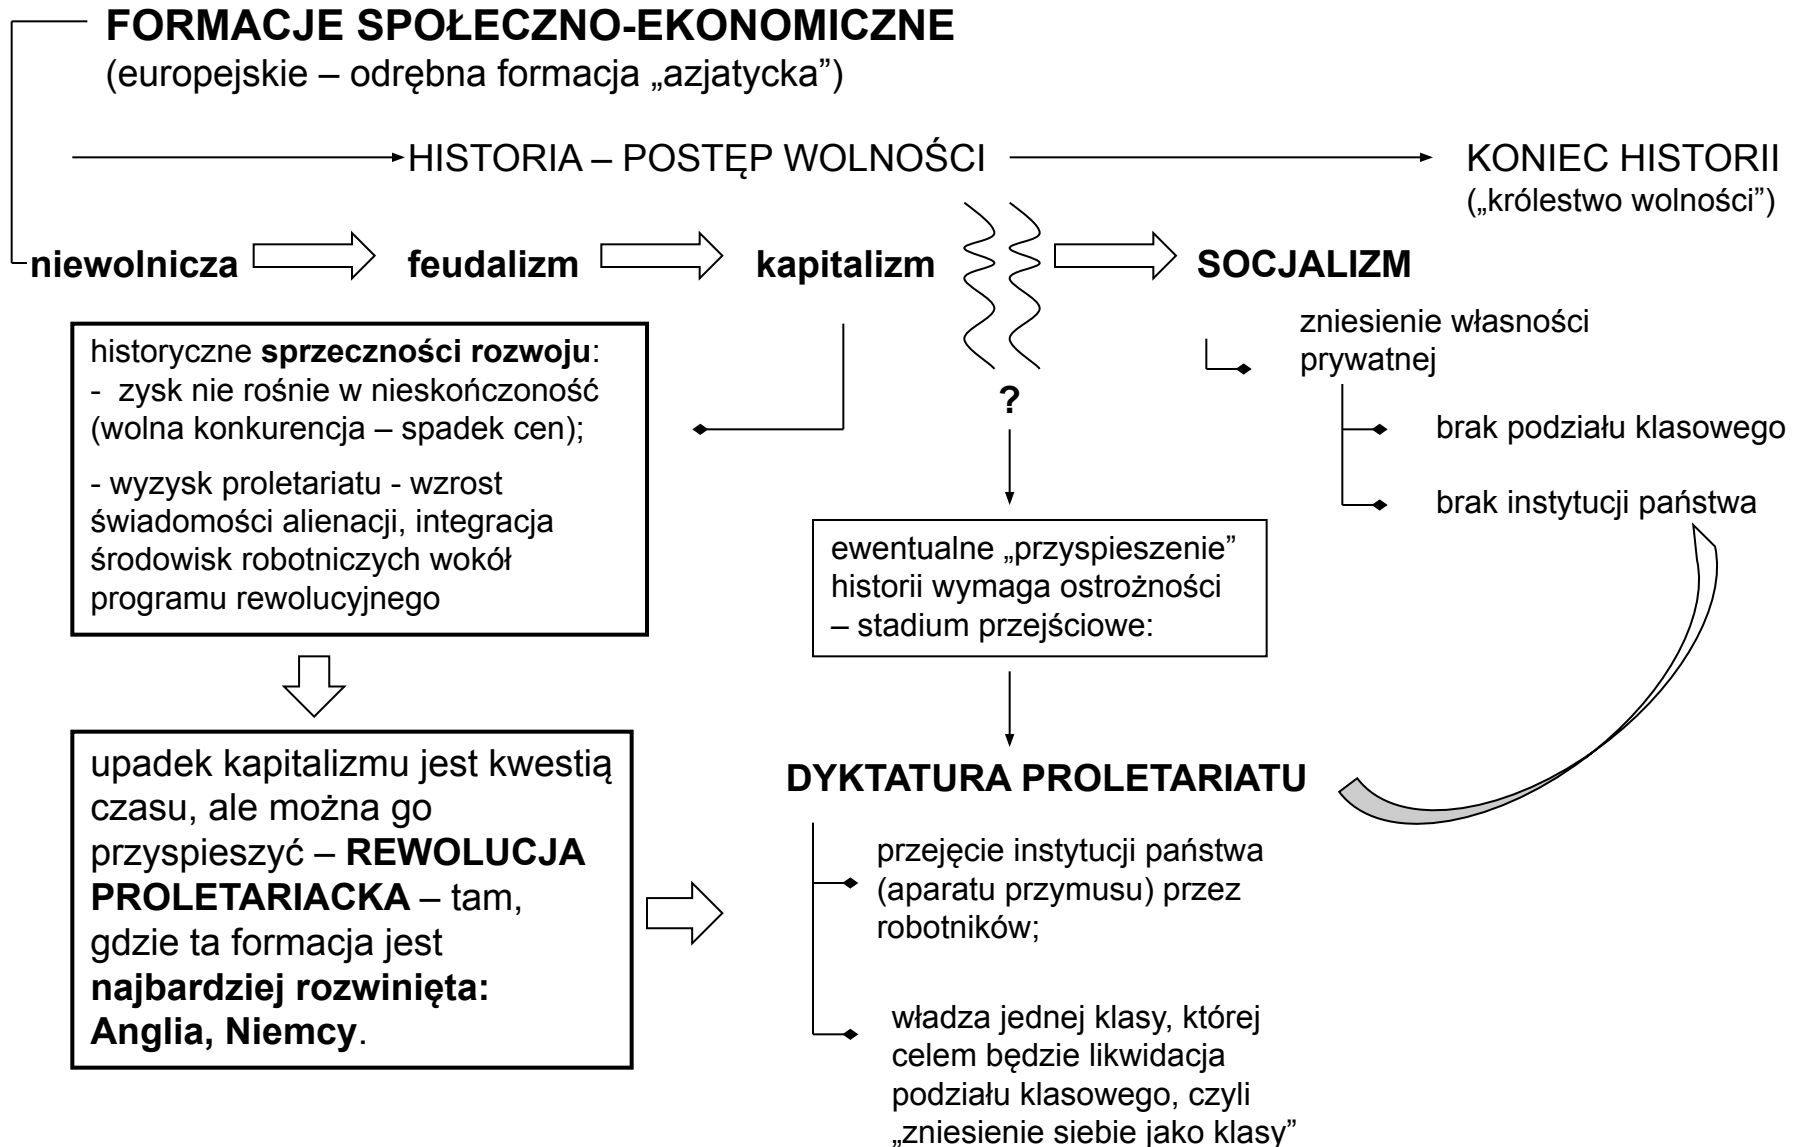 FORMACJE SPOŁECZNO-EKONOMICZNE
(europejskie – odrębna formacja „azjatycka”)
HISTORIA – POSTĘP WOLNOŚCI
KONIEC HISTORII
(„królestwo wolności”)
niewolnicza
feudalizm
kapitalizm
SOCJALIZM
historyczne sprzeczności rozwoju:
- zysk nie rośnie w nieskończoność
(wolna konkurencja – spadek cen);
- wyzysk proletariatu - wzrost
świadomości alienacji, integracja
środowisk robotniczych wokół
programu rewolucyjnego
?
zniesienie własności
prywatnej
brak podziału klasowego
brak instytucji państwa
ewentualne „przyspieszenie”
historii wymaga ostrożności
– stadium przejściowe:
upadek kapitalizmu jest kwestią
czasu, ale można go
przyspieszyć – REWOLUCJA
PROLETARIACKA – tam,
gdzie ta formacja jest
najbardziej rozwinięta:
Anglia, Niemcy.
DYKTATURA PROLETARIATU
przejęcie instytucji państwa
(aparatu przymusu) przez
robotników;
władza jednej klasy, której
celem będzie likwidacja
podziału klasowego, czyli
„zniesienie siebie jako klasy”